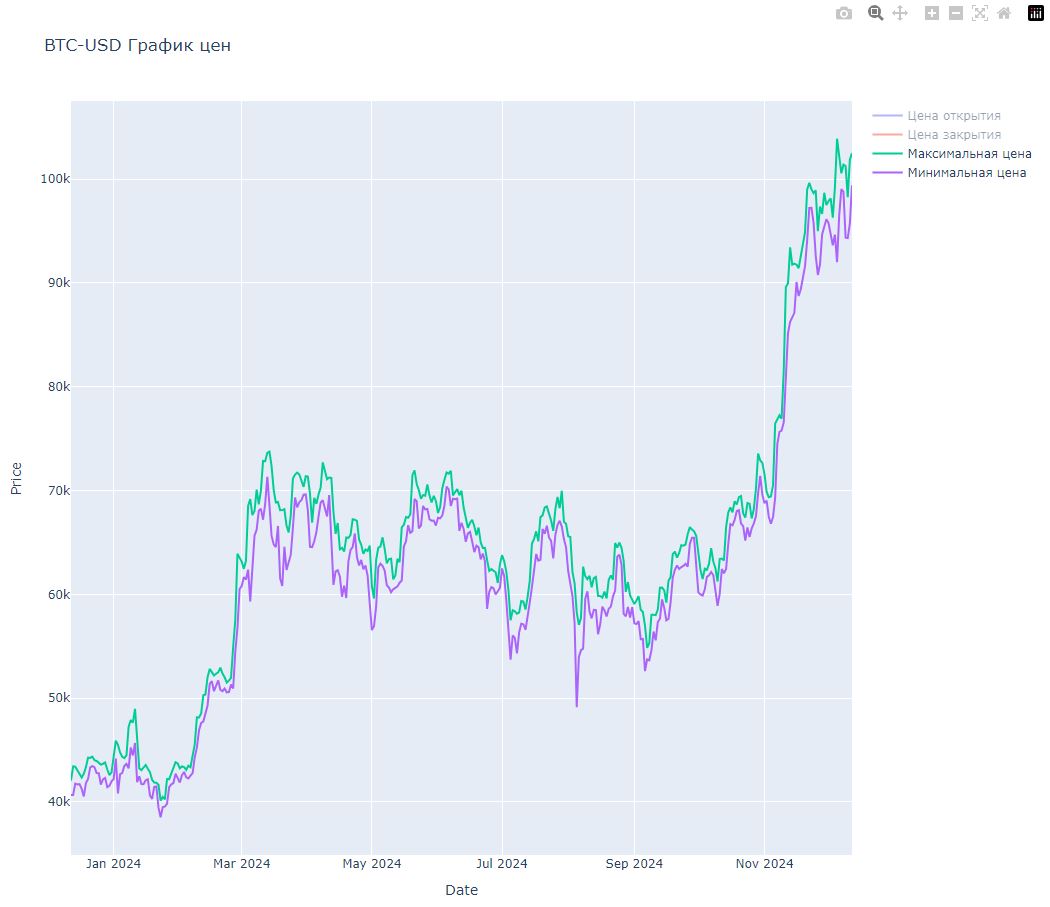 BTC-USD График цен
Цена открытия
Цена закрытия
Максимальная цена
Минимальная цена
100k
90k
80k
70k
60k
50k
40k
Price
Jan 2024
Mar 2024
May 2024
Jul 2024
Sep 2024
Nov 2024
Date